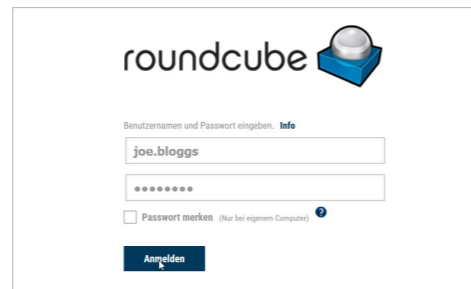 roundcube
Benutzernamen und Passwort eingeben. Info
joe.bloggs
●●●●●●●●
Passwort merken (Nur bei eigenem Computer) ?
Anmelden